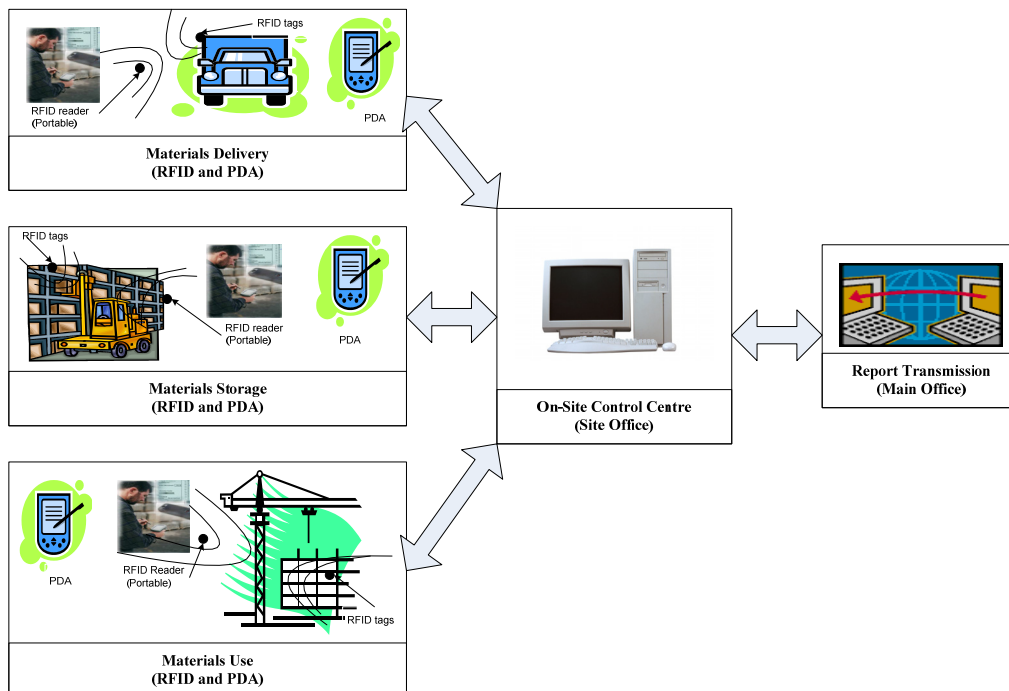 RFID tags
RFID reader
(Portable)
PDA
Materials Delivery
(RFID and PDA)
RFID tags
RFID reader
(Portable)
PDA
Materials Storage
(RFID and PDA)
PDA
RFID Reader
(Portable)
RFID tags
Materials Use
(RFID and PDA)
On-Site Control Centre
(Site Office)
Report Transmission
(Main Office)